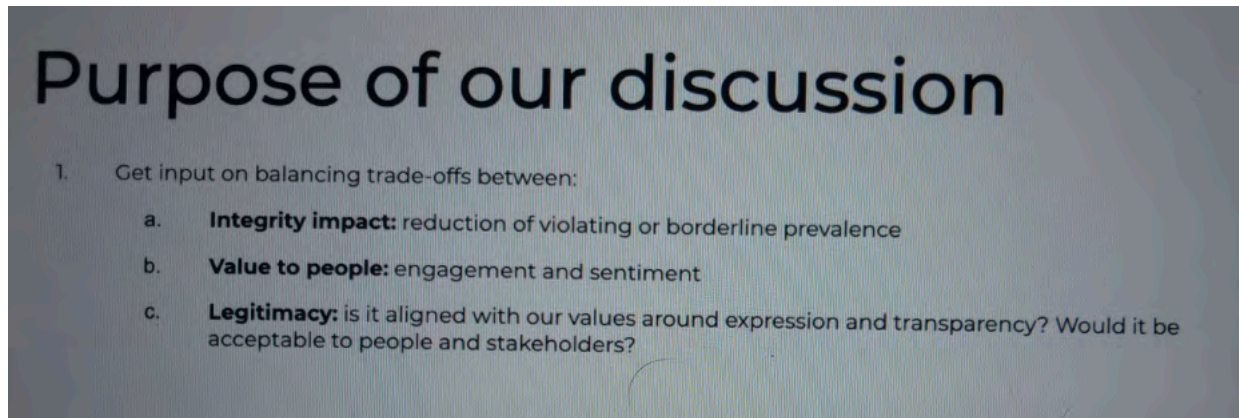 Purpose of our discussion
1. Get input on balancing trade-offs between:
a. Integrity impact: reduction of violating or borderline prevalence
b. Value to people: engagement and sentiment
c. Legitimacy: is it aligned with our values around expression and transparency? Would it be
acceptable to people and stakeholders?